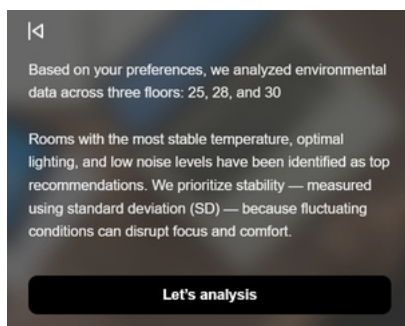 Based on your preferences, we analyzed environmental
data across three floors: 25, 28, and 30
Rooms with the most stable temperature, optimal
lighting, and low noise levels have been identified as top
recommendations. We prioritize stability — measured
using standard deviation (SD) — because fluctuating
conditions can disrupt focus and comfort.
Let's analysis